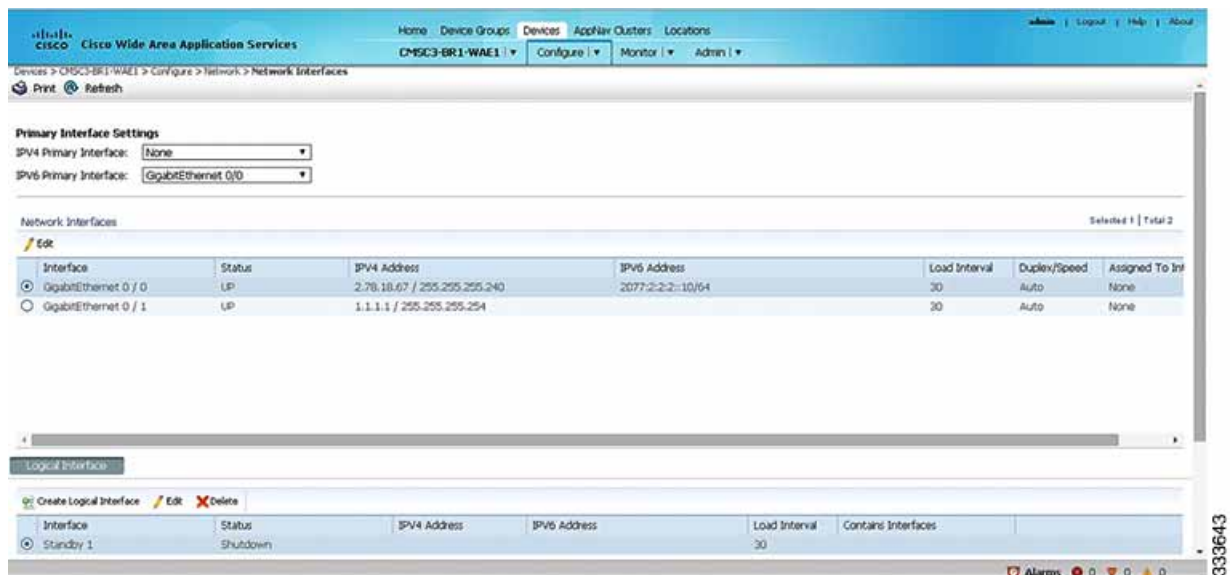 cisco Cisco Wide Area Application Services
Home Device Groups Devices AppNav Clusters Locations
admin | Logout | Help | About
CMSC3-BR1-WAE1 Configure Monitor Admin
Devices > CMSC3-BR1-WAE1 > Configure > Network > Network Interfaces
Print Refresh
Primary Interface Settings
IPV4 Primary Interface: None
IPV6 Primary Interface: GigabitEthernet 0/0
Network Interfaces Selected 1 | Total 2
Edit
Interface Status IPV4 Address IPV6 Address Load Interval Duplex/Speed Assigned To Int
GigabitEthernet 0 / 0 UP 2.78.18.67 / 255.255.255.240 2077:2:2:2::10/64 30 Auto None
GigabitEthernet 0 / 1 UP 1.1.1.1 / 255.255.255.254 30 Auto None
Logical Interface
Create Logical Interface Edit Delete
Interface Status IPV4 Address IPV6 Address Load Interval Contains Interfaces
Standby 1 Shutdown 30
Alarms 0 0 0
333643